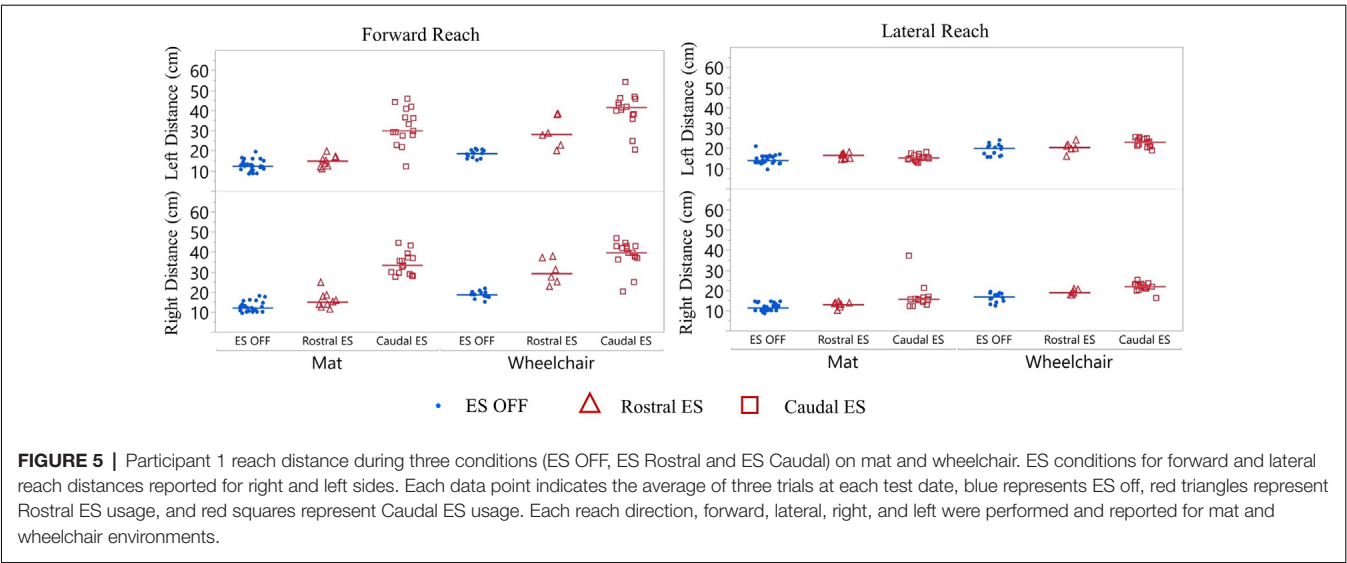 Forward Reach
Left Distance (cm)
60
50
40
30
20
10
Right Distance (cm)
60
50
40
30
20
10
ES OFF Rostral ES Caudal ES ES OFF Rostral ES Caudal ES
Mat Wheelchair
Lateral Reach
Left Distance (cm)
60
50
40
30
20
10
Right Distance (cm)
60
50
40
30
20
10
ES OFF Rostral ES Caudal ES ES OFF Rostral ES Caudal ES
Mat Wheelchair
ES OFF Rostral ES Caudal ES
FIGURE 5 | Participant 1 reach distance during three conditions (ES OFF, ES Rostral and ES Caudal) on mat and wheelchair. ES conditions for forward and lateral
reach distances reported for right and left sides. Each data point indicates the average of three trials at each test date, blue represents ES off, red triangles represent
Rostral ES usage, and red squares represent Caudal ES usage. Each reach direction, forward, lateral, right, and left were performed and reported for mat and
wheelchair environments.